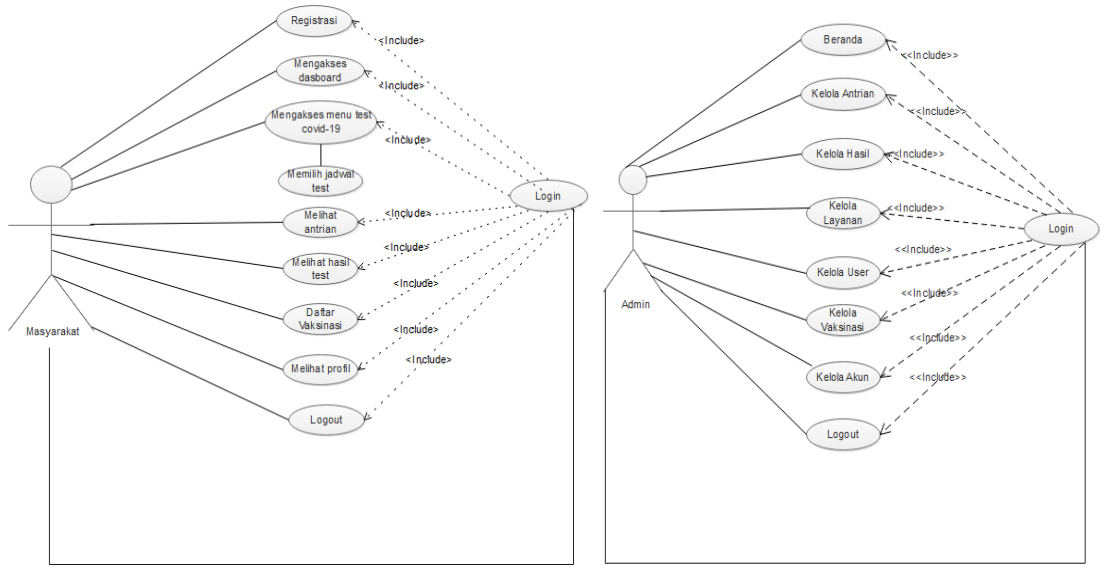 Registrasi
<Include>
Mengakses
dasboard
<Include>
Mengakses menu test
covid-19
<Include>
Memilih jadwal
test
Login
Melihat
antrian
<Include>
Melihat hasil
test
<Include>
Daftar
Vaksinasi
<Include>
Masyarakat
Melihat profil
<Include>
<Include>
Logout
Beranda
<<Include>>
Kelola Antrian
<<Include>>
Kelola Hasil
<<Include>>
Kelola
Layanan
<<Include>>
Login
Kelola User
<<Include>>
Admin
Kelola
Vaksinasi
<<Include>>
<<Include>>
Kelola Akun
<<Include>>
Logout